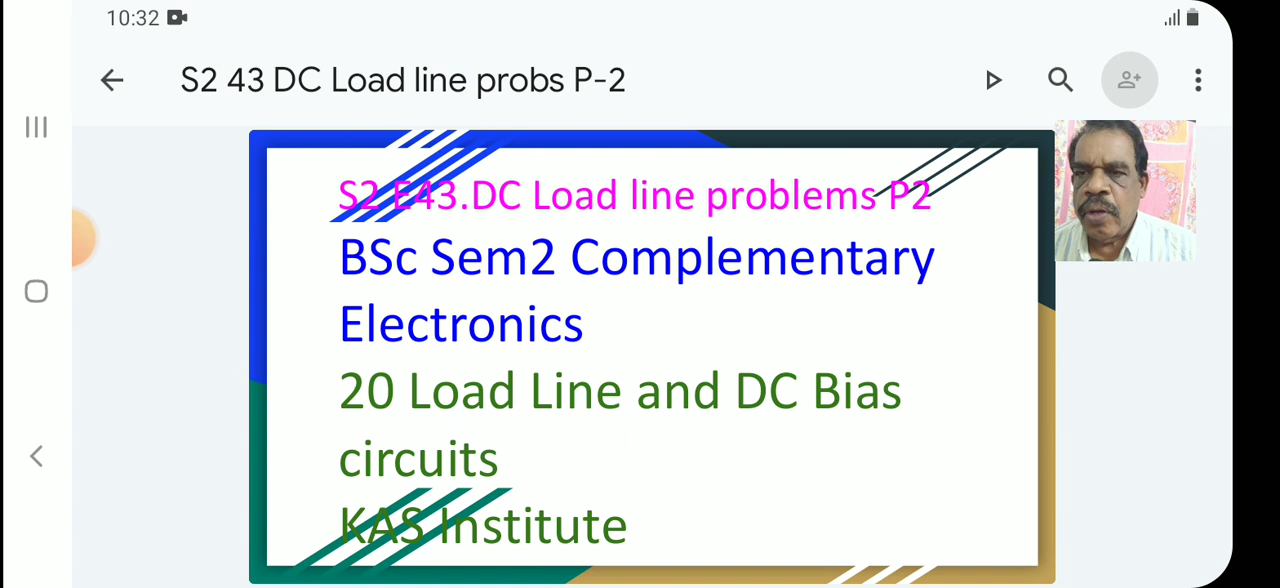 10:32
S2 43 DC Load line probs P-2
S2 E43.DC Load line problems P2
BSc Sem2 Complementary
Electronics
20 Load Line and DC Bias
circuits
KAS Institute